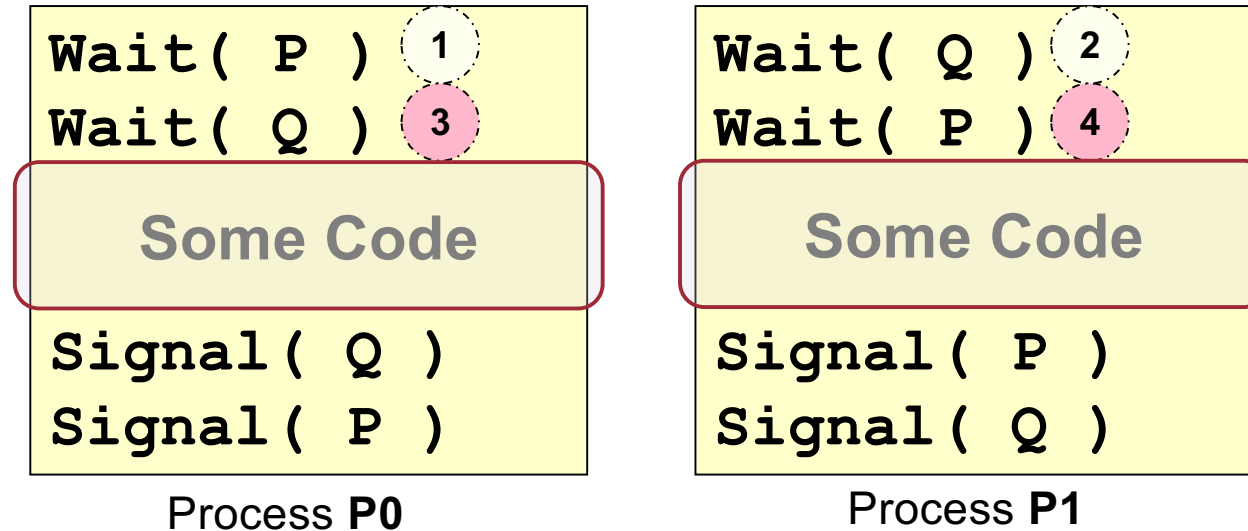 Wait( P ) 1
Wait( Q ) 3
Some Code
Signal( Q )
Signal( P )
Process P0
Wait( Q ) 2
Wait( P ) 4
Some Code
Signal( P )
Signal( Q )
Process P1